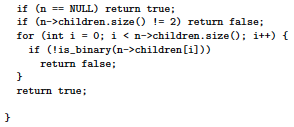 if (n == NULL) return true;
if (n->children.size() != 2) return false;
for (int i = 0; i < n->children.size(); i++) {
if (!is_binary(n->children[i]))
return false;
}
return true;
}